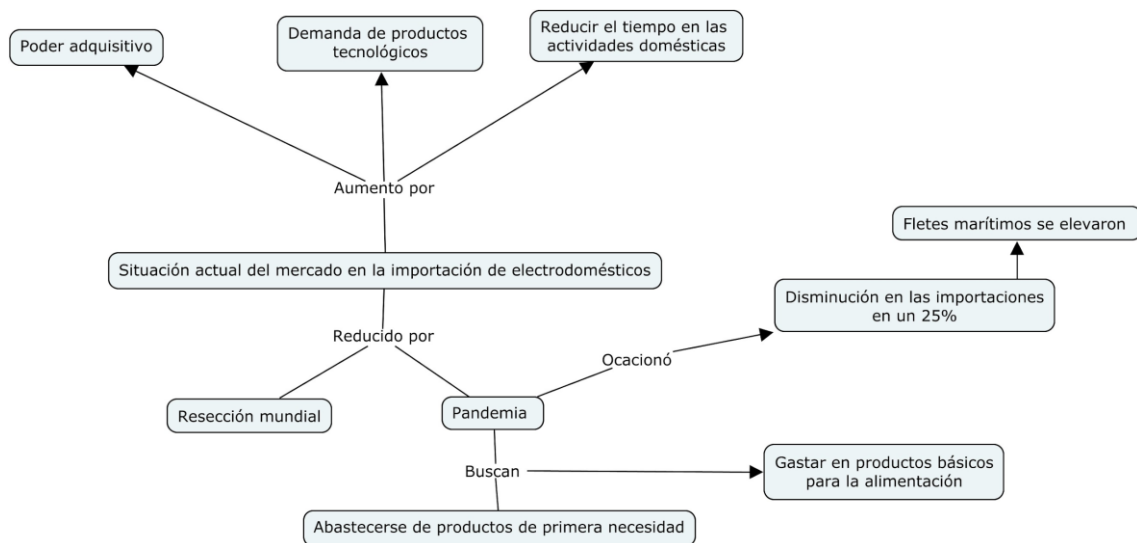 Poder adquisitivo
Demanda de productos
tecnológicos
Reducir el tiempo en las
actividades domésticas
Aumento por
Situación actual del mercado en la importación de electrodomésticos
Fletes marítimos se elevaron
Disminución en las importaciones
en un 25%
Reducido por
Ocacionó
Resección mundial
Pandemia
Buscan
Gastar en productos básicos
para la alimentación
Abastecerse de productos de primera necesidad